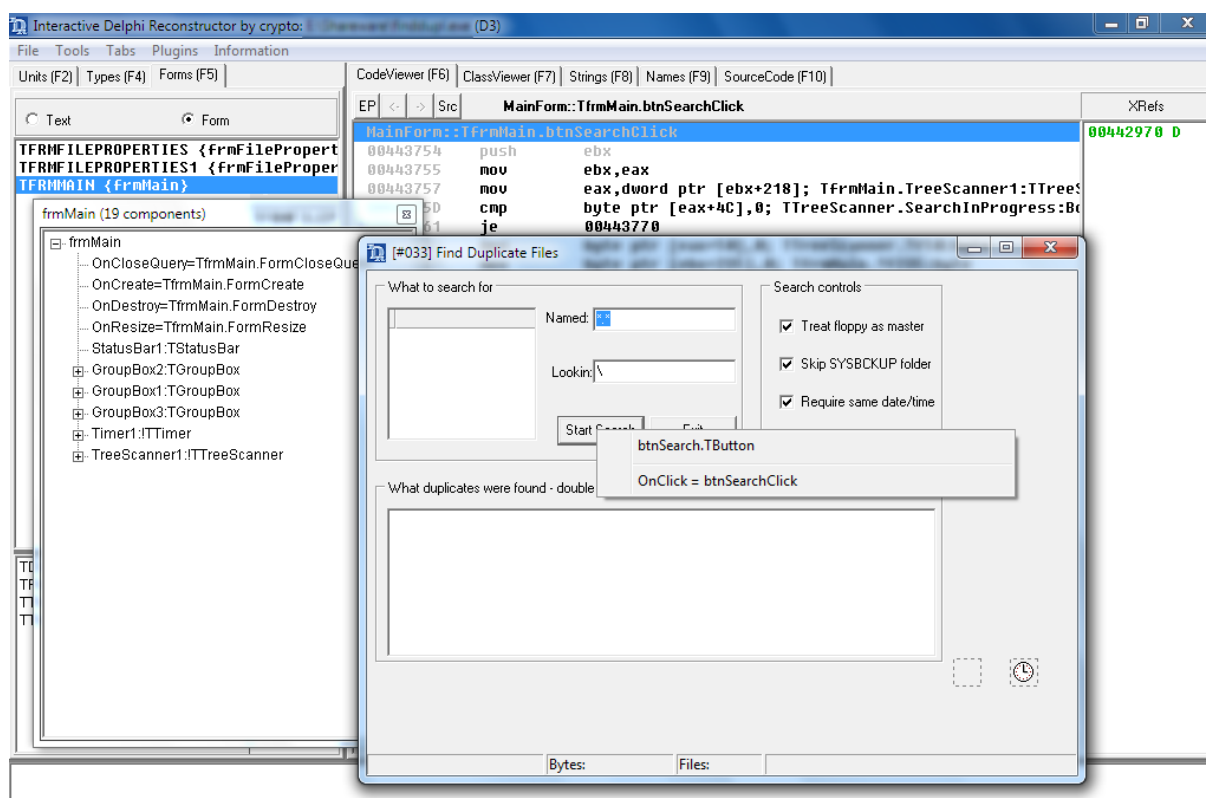 Interactive Delphi Reconstructor by crypto: (D3)
File Tools Tabs Plugins Information
Units (F2) Types (F4) Forms (F5)
CodeViewer (F6) ClassViewer (F7) Strings (F8) Names (F9) SourceCode (F10)
Text Form
EP <- -> Src MainForm::TfrmMain.btnSearchClick XRefs
MainForm::TfrmMain.btnSearchClick
00443754 push ebx
00443755 mov ebx,eax
00443757 mov eax,dword ptr [ebx+218]; TfrmMain.TreeScanner1:TTreeS
5D cmp byte ptr [eax+4C],0; TTreeScanner.SearchInProgress:Bo
61 je 00443770
00442970 D
TFRMFILEPROPERTIES {frmFilePropert
TFRMFILEPROPERTIES1 {frmFileProper
TFRMMAIN {frmMain}
frmMain (19 components)
frmMain
OnCloseQuery=TfrmMain.FormCloseQue
OnCreate=TfrmMain.FormCreate
OnDestroy=TfrmMain.FormDestroy
OnResize=TfrmMain.FormResize
StatusBar1:TStatusBar
GroupBox2:TGroupBox
GroupBox1:TGroupBox
GroupBox3:TGroupBox
Timer1:!TTimer
TreeScanner1:!TTreeScanner
[#033] Find Duplicate Files
What to search for
Named: *.*
Lookin: \
Start Search Exit
Search controls
Treat floppy as master
Skip SYSBCKUP folder
Require same date/time
btnSearch.TButton
OnClick = btnSearchClick
What duplicates were found - double
Bytes: Files: